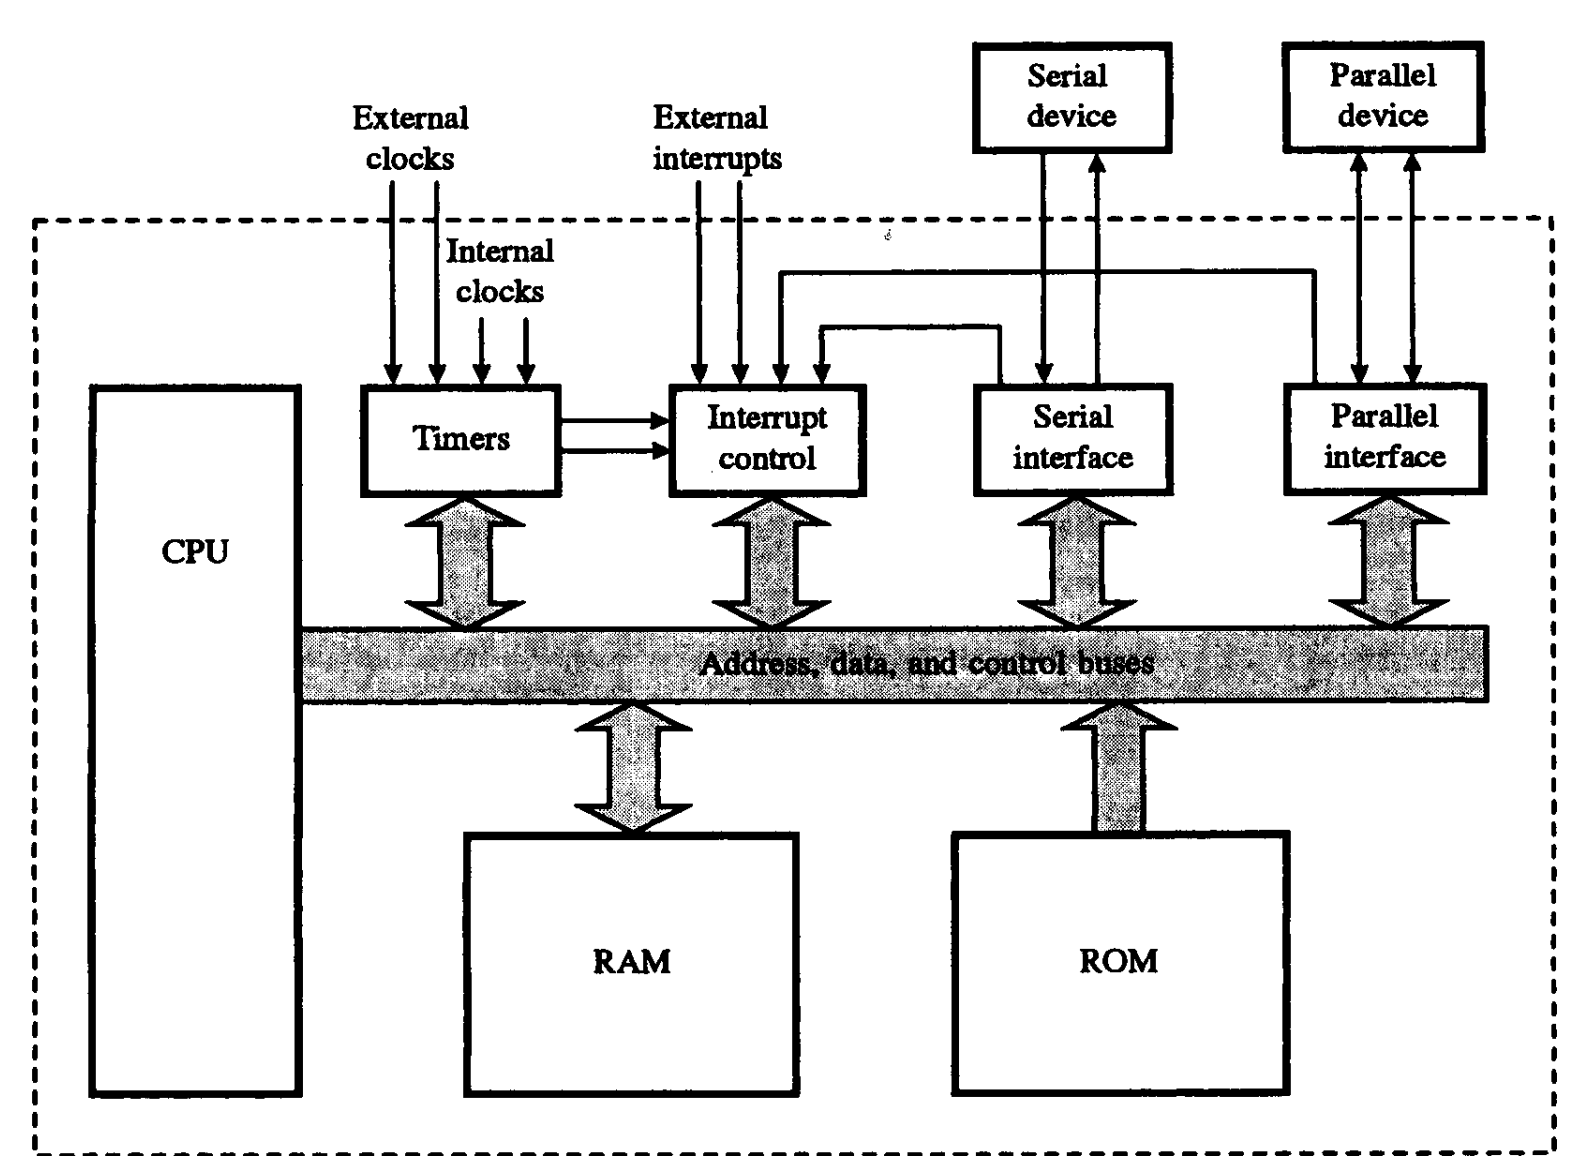 Serial
device
Parallel
device
External
clocks
External
interrupts
Internal
clocks
Timers
Interrupt
control
Serial
interface
Parallel
interface
CPU
Address, data, and control buses
RAM
ROM